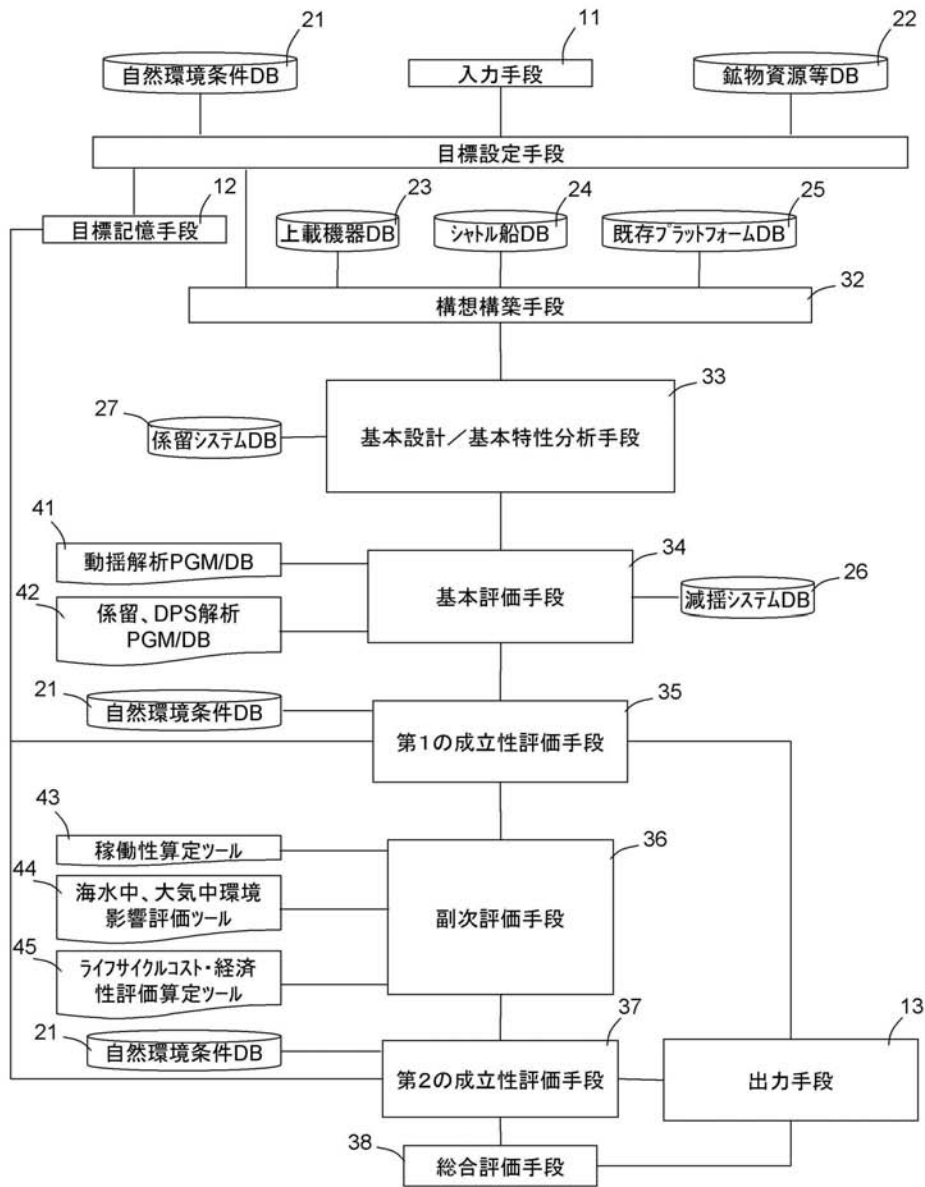 21
11
22
自然環境条件DB
入力手段
鉱物資源等DB
目標設定手段
12
目標記憶手段
23
24
25
上載機器DB
シャトル船DB
既存プラットフォームDB
32
構想構築手段
33
27
係留システムDB
基本設計／基本特性分析手段
41
動揺解析PGM/DB
34
基本評価手段
26
減揺システムDB
42
係留、DPS解析
PGM/DB
21
自然環境条件DB
35
第1の成立性評価手段
43
稼働性算定ツール
36
44
海水中、大気中環境
影響評価ツール
副次評価手段
45
ライフサイクルコスト・経済
性評価算定ツール
37
13
21
自然環境条件DB
第2の成立性評価手段
出力手段
38
総合評価手段